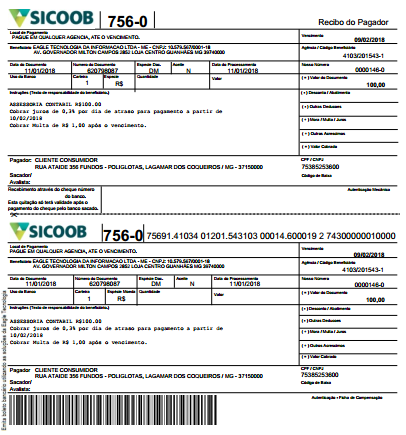 SICOOB 756-0 Recibo do Pagador
Local de Pagamento Vencimento
PAGUE EM QUALQUER AGENCIA, ATE O VENCIMENTO. 09/02/2018
Beneficiário EAGLE TECNOLOGIA DA INFORMACAO LTDA - ME - CNPJ: 10.579.567/0001-18 Agência / Código Beneficiário
AV. GOVERNADOR MILTON CAMPOS 2852 LOJA CENTRO GUANHAES MG 39740000 4103/201543-1
Data do Documento Número do Documento Espécie Doc. Aceite Data do Processamento Nosso Número
11/01/2018 620798087 DM N 11/01/2018 0000146-0
Uso do Banco Carteira Espécie Quantidade Valor ( = ) Valor do Documento
1 R$ 100,00
Instruções (Texto de responsabilidade do beneficiário). ( - ) Desconto / Abatimento
ASSESSORIA CONTABIL R$100.00
Cobrar juros de 0,3% por dia de atraso para pagamento a partir de ( - ) Outras Deducoes
10/02/2018
Cobrar Multa de R$ 1,00 após o vencimento. ( + ) Mora / Multa / Juros
( + ) Outros Acrescimos
( = ) Valor Cobrado
Pagador: CLIENTE CONSUMIDOR CPF / CNPJ
RUA ATAIDE 356 FUNDOS - POLIGLOTAS, LAGAMAR DOS COQUEIROS / MG - 37150000 75385253600
Sacador/ Código de Baixa
Avalista:
Recebimento através do cheque número Autenticação Mecânica
do banco.
Esta quitação só terá validade após o
pagamento do cheque pelo banco sacado.
SICOOB 756-0 75691.41034 01201.543103 00014.600019 2 74300000010000
Local de Pagamento Vencimento
PAGUE EM QUALQUER AGENCIA, ATE O VENCIMENTO. 09/02/2018
Beneficiário EAGLE TECNOLOGIA DA INFORMACAO LTDA - ME - CNPJ: 10.579.567/0001-18 Agência / Código Beneficiário
AV. GOVERNADOR MILTON CAMPOS 2852 LOJA CENTRO GUANHAES MG 39740000 4103/201543-1
Data do Documento Número do Documento Espécie Doc. Aceite Data do Processamento Nosso Número
11/01/2018 620798087 DM N 11/01/2018 0000146-0
Uso do Banco Carteira Espécie Moeda Quantidade Valor ( = ) Valor do Documento
1 R$ 100,00
Instruções (Texto de responsabilidade do beneficiário). ( - ) Desconto / Abatimento
ASSESSORIA CONTABIL R$100.00
Cobrar juros de 0,3% por dia de atraso para pagamento a partir de ( - ) Outras Deducoes
10/02/2018
Cobrar Multa de R$ 1,00 após o vencimento. ( + ) Mora / Multa / Juros
( + ) Outros Acrescimos
( = ) Valor Cobrado
Pagador CLIENTE CONSUMIDOR CPF / CNPJ
RUA ATAIDE 356 FUNDOS - POLIGLOTAS, LAGAMAR DOS COQUEIROS / MG - 37150000 75385253600
Sacador/ Código de Baixa
Avalista:
Autenticação - Ficha de Compensação
Emita boleto bancário utilizando as soluções da Eagle Tecnologia